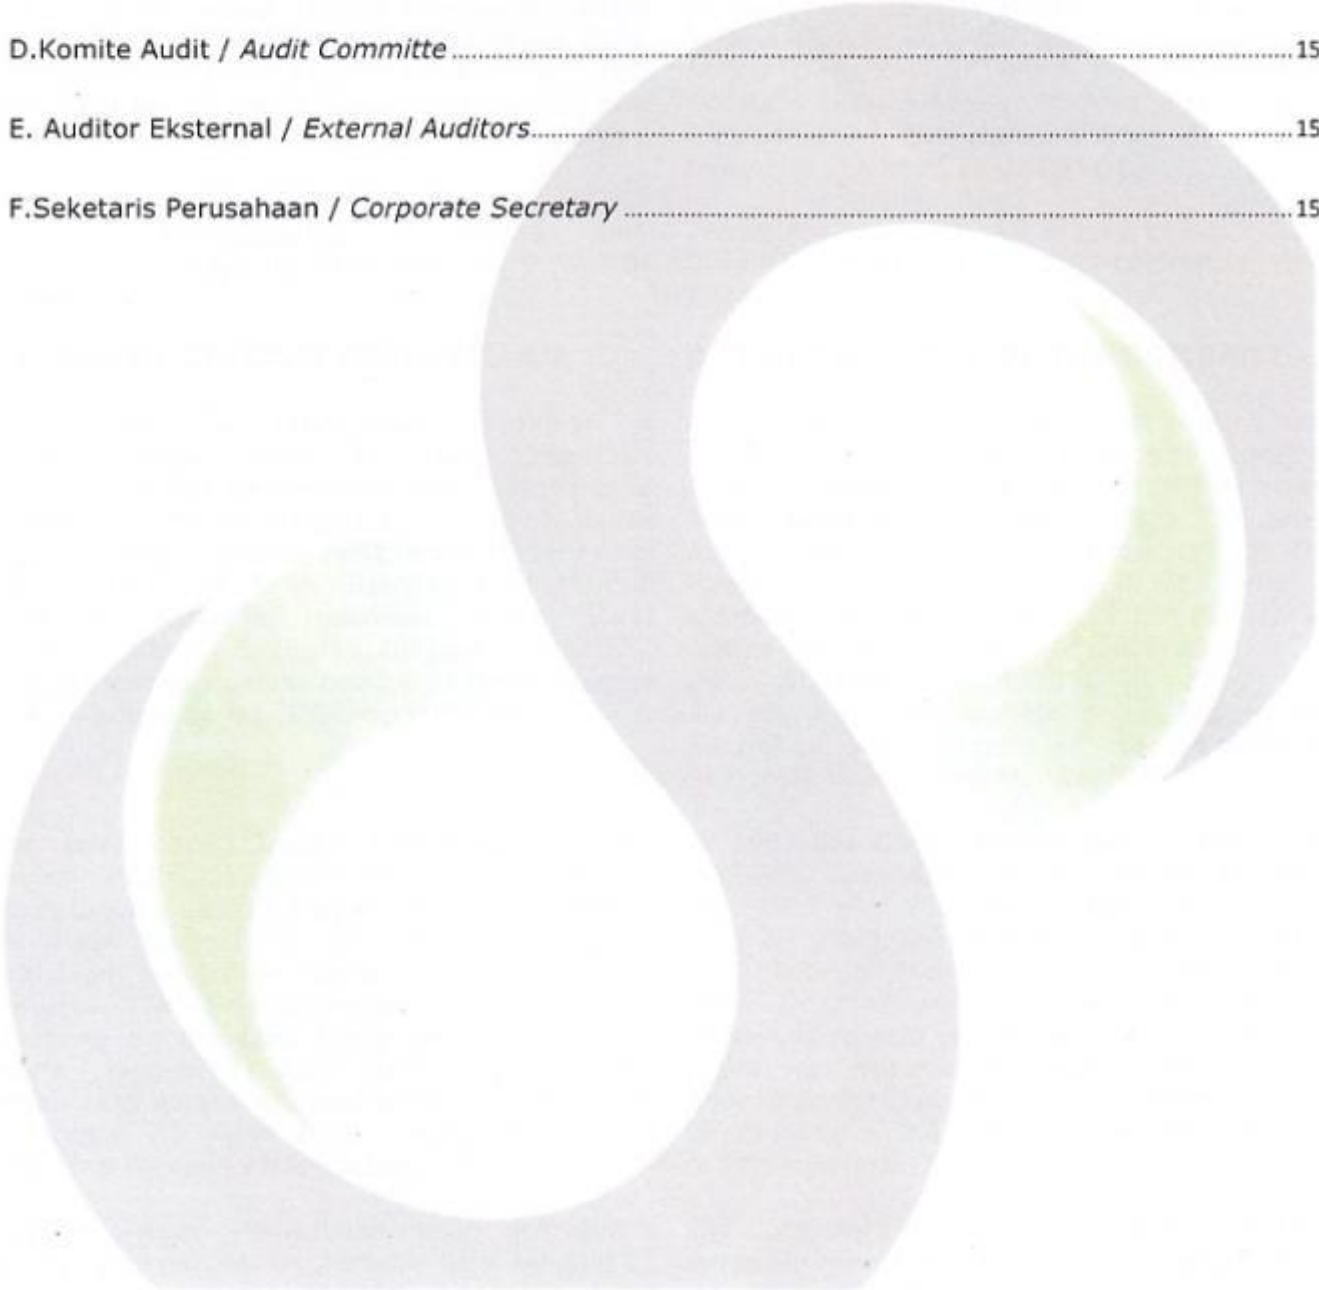 D.Komite Audit / Audit Committe ........................................ 15
E. Auditor Eksternal / External Auditors ........................................ 15
F.Seketaris Perusahaan / Corporate Secretary ........................................ 15